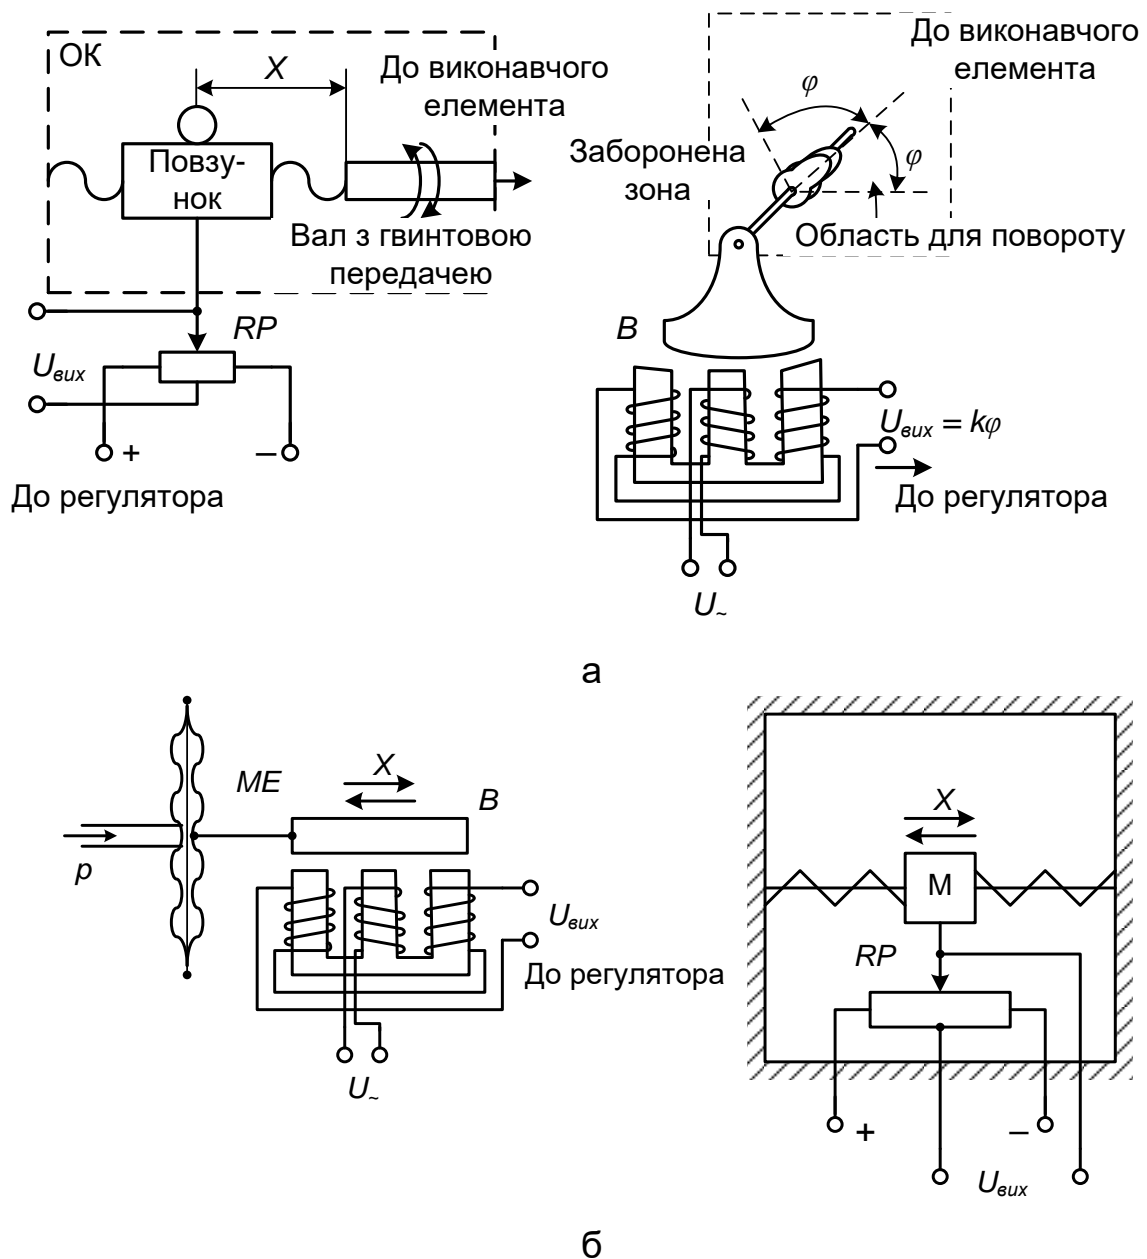 ОК
X
До виконавчого
елемента
Повзу-
нок
Вал з гвинтовою
передачею
RP
Uвих
+
–
До регулятора
До виконавчого
елемента
φ
φ
Заборонена
зона
Область для повороту
В
Uвих = kφ
До регулятора
U~
а
МЕ
X
В
p
Uвих
До регулятора
U~
X
М
RP
+
–
Uвих
б